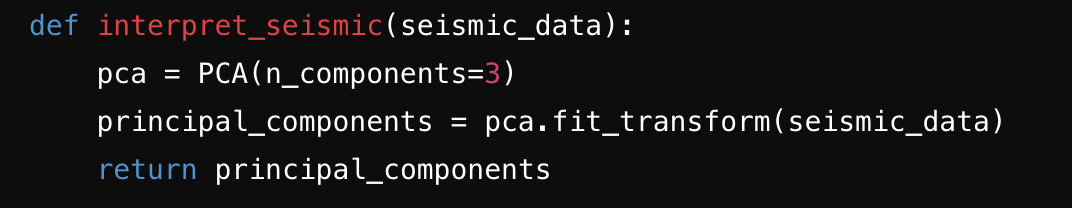 def interpret_seismic(seismic_data):
    pca = PCA(n_components=3)
    principal_components = pca.fit_transform(seismic_data)
    return principal_components